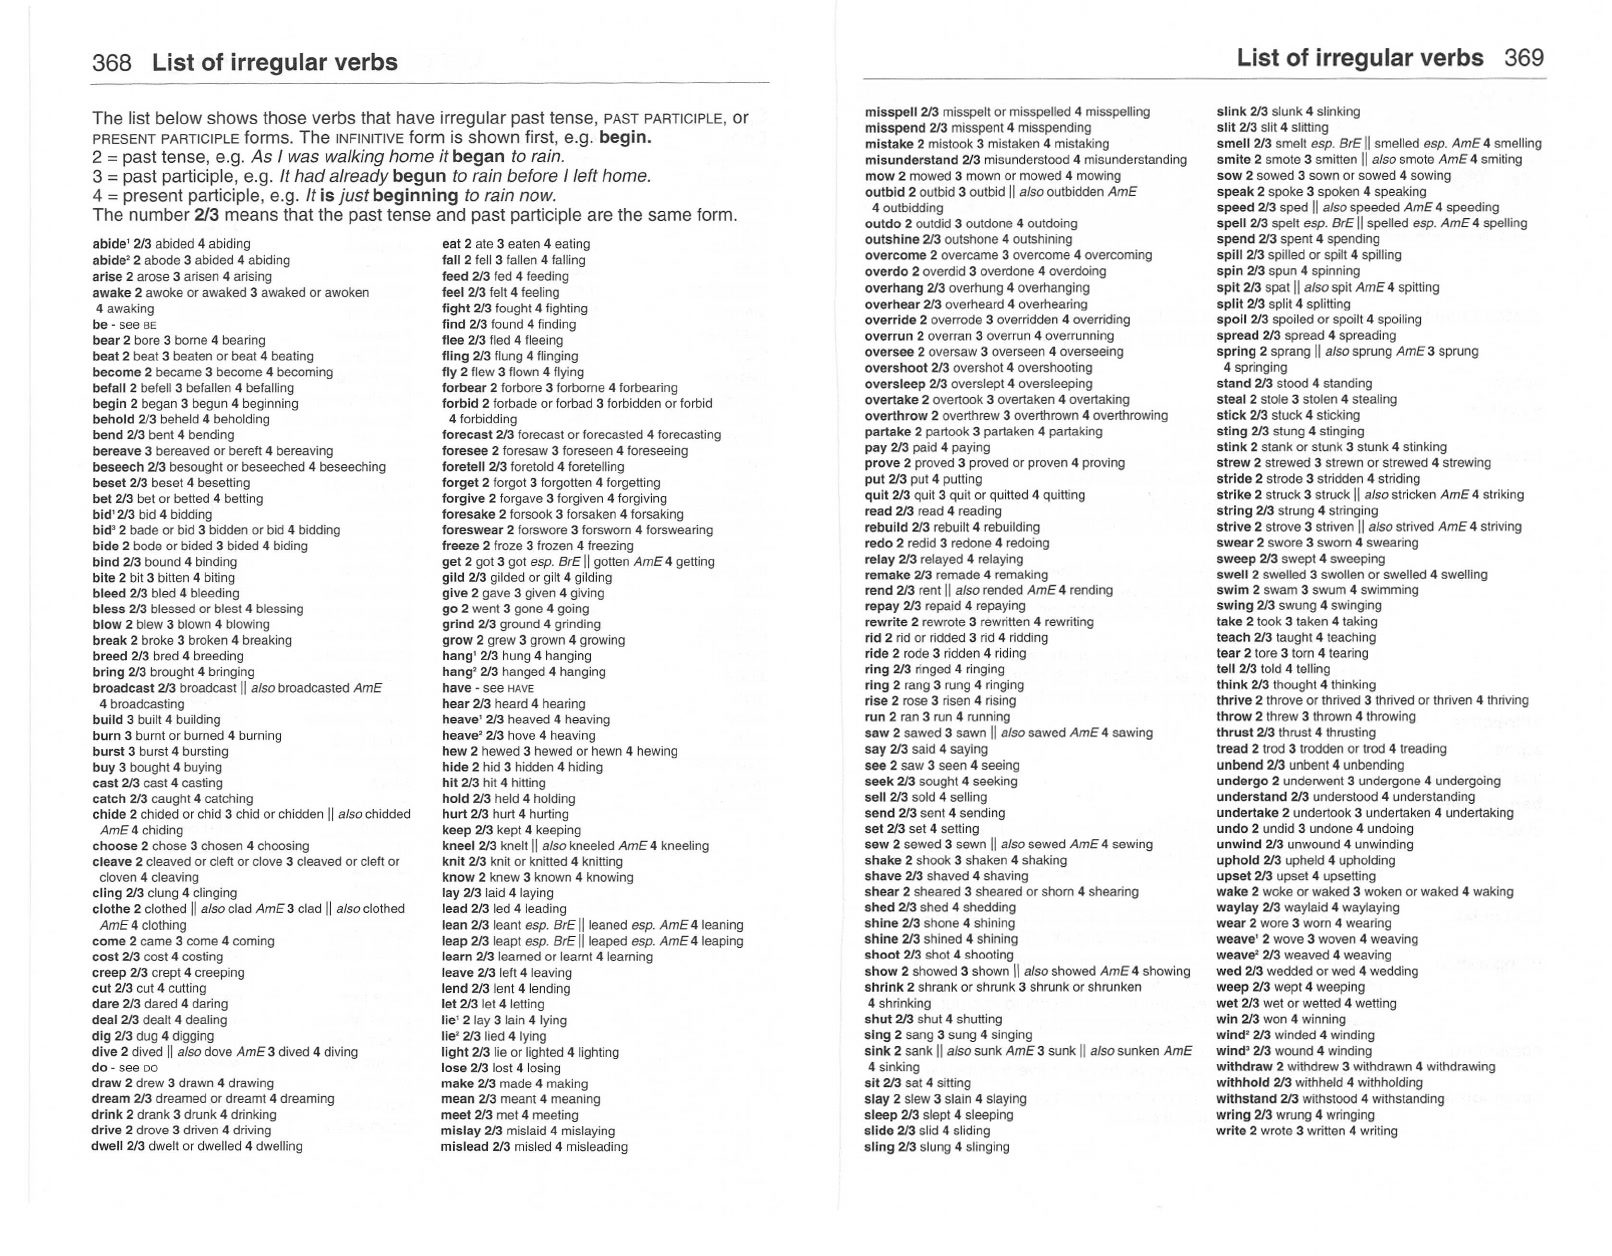 368 List of irregular verbs
The list below shows those verbs that have irregular past tense, PAST PARTICIPLE, or
PRESENT PARTICIPLE forms. The INFINITIVE form is shown first, e.g. begin.
2 = past tense, e.g. As I was walking home it began to rain.
3 = past participle, e.g. It had already begun to rain before I left home.
4 = present participle, e.g. It is just beginning to rain now.
The number 2/3 means that the past tense and past participle are the same form.
abide¹ 2/3 abided 4 abiding
abide² 2 abode 3 abided 4 abiding
arise 2 arose 3 arisen 4 arising
awake 2 awoke or awaked 3 awaked or awoken
4 awaking
be - see BE
bear 2 bore 3 borne 4 bearing
beat 2 beat 3 beaten or beat 4 beating
become 2 became 3 become 4 becoming
befall 2 befell 3 befallen 4 befalling
begin 2 began 3 begun 4 beginning
behold 2/3 beheld 4 beholding
bend 2/3 bent 4 bending
bereave 3 bereaved or bereft 4 bereaving
beseech 2/3 besought or beseeched 4 beseeching
beset 2/3 beset 4 besetting
bet 2/3 bet or betted 4 betting
bid¹ 2/3 bid 4 bidding
bid³ 2 bade or bid 3 bidden or bid 4 bidding
bide 2 bode or bided 3 bided 4 biding
bind 2/3 bound 4 binding
bite 2 bit 3 bitten 4 biting
bleed 2/3 bled 4 bleeding
bless 2/3 blessed or blest 4 blessing
blow 2 blew 3 blown 4 blowing
break 2 broke 3 broken 4 breaking
breed 2/3 bred 4 breeding
bring 2/3 brought 4 bringing
broadcast 2/3 broadcast || also broadcasted AmE
4 broadcasting
build 3 built 4 building
burn 3 burnt or burned 4 burning
burst 3 burst 4 bursting
buy 3 bought 4 buying
cast 2/3 cast 4 casting
catch 2/3 caught 4 catching
chide 2 chided or chid 3 chid or chidden || also chidded
AmE 4 chiding
choose 2 chose 3 chosen 4 choosing
cleave 2 cleaved or cleft or clove 3 cleaved or cleft or
cloven 4 cleaving
cling 2/3 clung 4 clinging
clothe 2 clothed || also clad AmE 3 clad || also clothed
AmE 4 clothing
come 2 came 3 come 4 coming
cost 2/3 cost 4 costing
creep 2/3 crept 4 creeping
cut 2/3 cut 4 cutting
dare 2/3 dared 4 daring
deal 2/3 dealt 4 dealing
dig 2/3 dug 4 digging
dive 2 dived || also dove AmE 3 dived 4 diving
do - see DO
draw 2 drew 3 drawn 4 drawing
dream 2/3 dreamed or dreamt 4 dreaming
drink 2 drank 3 drunk 4 drinking
drive 2 drove 3 driven 4 driving
dwell 2/3 dwelt or dwelled 4 dwelling
eat 2 ate 3 eaten 4 eating
fall 2 fell 3 fallen 4 falling
feed 2/3 fed 4 feeding
feel 2/3 felt 4 feeling
fight 2/3 fought 4 fighting
find 2/3 found 4 finding
flee 2/3 fled 4 fleeing
fling 2/3 flung 4 flinging
fly 2 flew 3 flown 4 flying
forbear 2 forbore 3 forborne 4 forbearing
forbid 2 forbade or forbad 3 forbidden or forbid
4 forbidding
forecast 2/3 forecast or forecasted 4 forecasting
foresee 2 foresaw 3 foreseen 4 foreseeing
foretell 2/3 foretold 4 foretelling
forget 2 forgot 3 forgotten 4 forgetting
forgive 2 forgave 3 forgiven 4 forgiving
foresake 2 forsook 3 forsaken 4 forsaking
foreswear 2 forswore 3 forsworn 4 forswearing
freeze 2 froze 3 frozen 4 freezing
get 2 got 3 got esp. BrE || gotten AmE 4 getting
gild 2/3 gilded or gilt 4 gilding
give 2 gave 3 given 4 giving
go 2 went 3 gone 4 going
grind 2/3 ground 4 grinding
grow 2 grew 3 grown 4 growing
hang¹ 2/3 hung 4 hanging
hang² 2/3 hanged 4 hanging
have - see HAVE
hear 2/3 heard 4 hearing
heave¹ 2/3 heaved 4 heaving
heave² 2/3 hove 4 heaving
hew 2 hewed 3 hewed or hewn 4 hewing
hide 2 hid 3 hidden 4 hiding
hit 2/3 hit 4 hitting
hold 2/3 held 4 holding
hurt 2/3 hurt 4 hurting
keep 2/3 kept 4 keeping
kneel 2/3 knelt || also kneeled AmE 4 kneeling
knit 2/3 knit or knitted 4 knitting
know 2 knew 3 known 4 knowing
lay 2/3 laid 4 laying
lead 2/3 led 4 leading
lean 2/3 leant esp. BrE || leaned esp. AmE 4 leaning
leap 2/3 leapt esp. BrE || leaped esp. AmE 4 leaping
learn 2/3 learned or learnt 4 learning
leave 2/3 left 4 leaving
lend 2/3 lent 4 lending
let 2/3 let 4 letting
lie¹ 2 lay 3 lain 4 lying
lie² 2/3 lied 4 lying
light 2/3 lie or lighted 4 lighting
lose 2/3 lost 4 losing
make 2/3 made 4 making
mean 2/3 meant 4 meaning
meet 2/3 met 4 meeting
mislay 2/3 mislaid 4 mislaying
mislead 2/3 misled 4 misleading
List of irregular verbs 369
misspell 2/3 misspelt or misspelled 4 misspelling
misspend 2/3 misspent 4 misspending
mistake 2 mistook 3 mistaken 4 mistaking
misunderstand 2/3 misunderstood 4 misunderstanding
mow 2 mowed 3 mown or mowed 4 mowing
outbid 2 outbid 3 outbid || also outbidden AmE
4 outbidding
outdo 2 outdid 3 outdone 4 outdoing
outshine 2/3 outshone 4 outshining
overcome 2 overcame 3 overcome 4 overcoming
overdo 2 overdid 3 overdone 4 overdoing
overhang 2/3 overhung 4 overhanging
overhear 2/3 overheard 4 overhearing
override 2 overrode 3 overridden 4 overriding
overrun 2 overran 3 overrun 4 overrunning
oversee 2 oversaw 3 overseen 4 overseeing
overshoot 2/3 overshot 4 overshooting
oversleep 2/3 overslept 4 oversleeping
overtake 2 overtook 3 overtaken 4 overtaking
overthrow 2 overthrew 3 overthrown 4 overthrowing
partake 2 partook 3 partaken 4 partaking
pay 2/3 paid 4 paying
prove 2 proved 3 proved or proven 4 proving
put 2/3 put 4 putting
quit 2/3 quit 3 quit or quitted 4 quitting
read 2/3 read 4 reading
rebuild 2/3 rebuilt 4 rebuilding
redo 2 redid 3 redone 4 redoing
relay 2/3 relayed 4 relaying
remake 2/3 remade 4 remaking
rend 2/3 rent || also rended AmE 4 rending
repay 2/3 repaid 4 repaying
rewrite 2 rewrote 3 rewritten 4 rewriting
rid 2 rid or ridded 3 rid 4 ridding
ride 2 rode 3 ridden 4 riding
ring 2/3 ringed 4 ringing
ring 2 rang 3 rung 4 ringing
rise 2 rose 3 risen 4 rising
run 2 ran 3 run 4 running
saw 2 sawed 3 sawn || also sawed AmE 4 sawing
say 2/3 said 4 saying
see 2 saw 3 seen 4 seeing
seek 2/3 sought 4 seeking
sell 2/3 sold 4 selling
send 2/3 sent 4 sending
set 2/3 set 4 setting
sew 2 sewed 3 sewn || also sewed AmE 4 sewing
shake 2 shook 3 shaken 4 shaking
shave 2/3 shaved 4 shaving
shear 2 sheared 3 sheared or shorn 4 shearing
shed 2/3 shed 4 shedding
shine 2/3 shone 4 shining
shine 2/3 shined 4 shining
shoot 2/3 shot 4 shooting
show 2 showed 3 shown || also showed AmE 4 showing
shrink 2 shrank or shrunk 3 shrunk or shrunken
4 shrinking
shut 2/3 shut 4 shutting
sing 2 sang 3 sung 4 singing
sink 2 sank || also sunk AmE 3 sunk || also sunken AmE
4 sinking
sit 2/3 sat 4 sitting
slay 2 slew 3 slain 4 slaying
sleep 2/3 slept 4 sleeping
slide 2/3 slid 4 sliding
sling 2/3 slung 4 slinging
slink 2/3 slunk 4 slinking
slit 2/3 slit 4 slitting
smell 2/3 smelt esp. BrE || smelled esp. AmE 4 smelling
smite 2 smote 3 smitten || also smote AmE 4 smiting
sow 2 sowed 3 sown or sowed 4 sowing
speak 2 spoke 3 spoken 4 speaking
speed 2/3 sped || also speeded AmE 4 speeding
spell 2/3 spelt esp. BrE || spelled esp. AmE 4 spelling
spend 2/3 spent 4 spending
spill 2/3 spilled or spilt 4 spilling
spin 2/3 spun 4 spinning
spit 2/3 spat || also spit AmE 4 spitting
split 2/3 split 4 splitting
spoil 2/3 spoiled or spoilt 4 spoiling
spread 2/3 spread 4 spreading
spring 2 sprang || also sprung AmE 3 sprung
4 springing
stand 2/3 stood 4 standing
steal 2 stole 3 stolen 4 stealing
stick 2/3 stuck 4 sticking
sting 2/3 stung 4 stinging
stink 2 stank or stunk 3 stunk 4 stinking
strew 2 strewed 3 strewn or strewed 4 strewing
stride 2 strode 3 stridden 4 striding
strike 2 struck 3 struck || also stricken AmE 4 striking
string 2/3 strung 4 stringing
strive 2 strove 3 striven || also strived AmE 4 striving
swear 2 swore 3 sworn 4 swearing
sweep 2/3 swept 4 sweeping
swell 2 swelled 3 swollen or swelled 4 swelling
swim 2 swam 3 swum 4 swimming
swing 2/3 swung 4 swinging
take 2 took 3 taken 4 taking
teach 2/3 taught 4 teaching
tear 2 tore 3 torn 4 tearing
tell 2/3 told 4 telling
think 2/3 thought 4 thinking
thrive 2 throve or thrived 3 thrived or thriven 4 thriving
throw 2 threw 3 thrown 4 throwing
thrust 2/3 thrust 4 thrusting
tread 2 trod 3 trodden or trod 4 treading
unbend 2/3 unbent 4 unbending
undergo 2 underwent 3 undergone 4 undergoing
understand 2/3 understood 4 understanding
undertake 2 undertook 3 undertaken 4 undertaking
undo 2 undid 3 undone 4 undoing
unwind 2/3 unwound 4 unwinding
uphold 2/3 upheld 4 upholding
upset 2/3 upset 4 upsetting
wake 2 woke or waked 3 woken or waked 4 waking
waylay 2/3 waylaid 4 waylaying
wear 2 wore 3 worn 4 wearing
weave¹ 2 wove 3 woven 4 weaving
weave² 2/3 weaved 4 weaving
wed 2/3 wedded or wed 4 wedding
weep 2/3 wept 4 weeping
wet 2/3 wet or wetted 4 wetting
win 2/3 won 4 winning
wind² 2/3 winded 4 winding
wind³ 2/3 wound 4 winding
withdraw 2 withdrew 3 withdrawn 4 withdrawing
withhold 2/3 withheld 4 withholding
withstand 2/3 withstood 4 withstanding
wring 2/3 wrung 4 wringing
write 2 wrote 3 written 4 writing